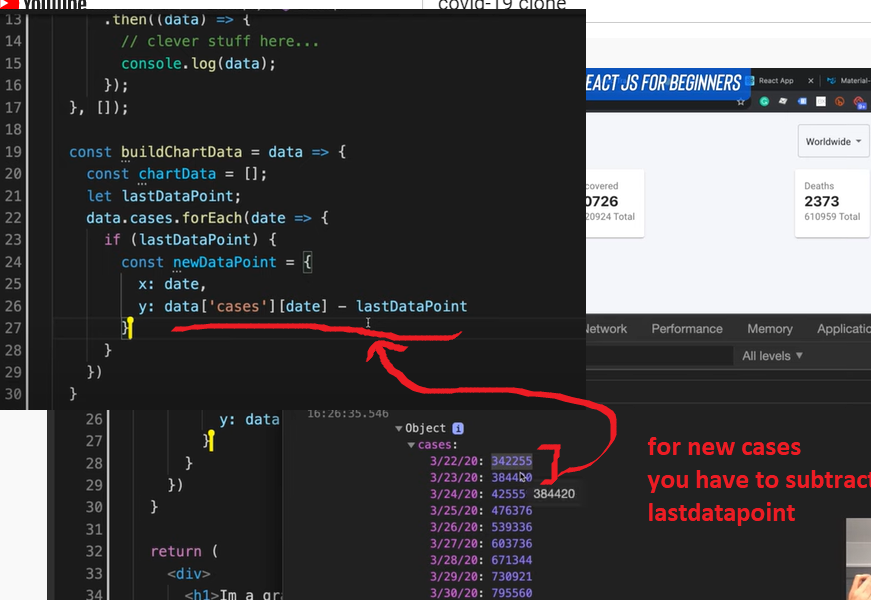 YouTube
covid-19 clone
13 .then((data) => {
14 // clever stuff here...
15 console.log(data);
16 });
17 }, []);
18
19 const buildChartData = data => {
20 const chartData = [];
21 let lastDataPoint;
22 data.cases.forEach(date => {
23 if (lastDataPoint) {
24 const newDataPoint = {
25 x: date,
26 y: data['cases'][date] - lastDataPoint
27 }
28 }
29 })
30 }
EACT JS FOR BEGINNERS
React App
Material-
Worldwide
covered
0726
20924 Total
Deaths
2373
610959 Total
Network Performance Memory Applicatio
All levels ▼
26 y: data
27 }
28 }
29 })
30 }
31
32 return (
33 <div>
34 <h1>Im a gra
16:26:35.546
▼Object i
▼cases:
3/22/20: 342255
3/23/20: 384420
3/24/20: 42555
384420
3/25/20: 476376
3/26/20: 539336
3/27/20: 603736
3/28/20: 671344
3/29/20: 730921
3/30/20: 795560
for new cases
you have to subtract
lastdatapoint